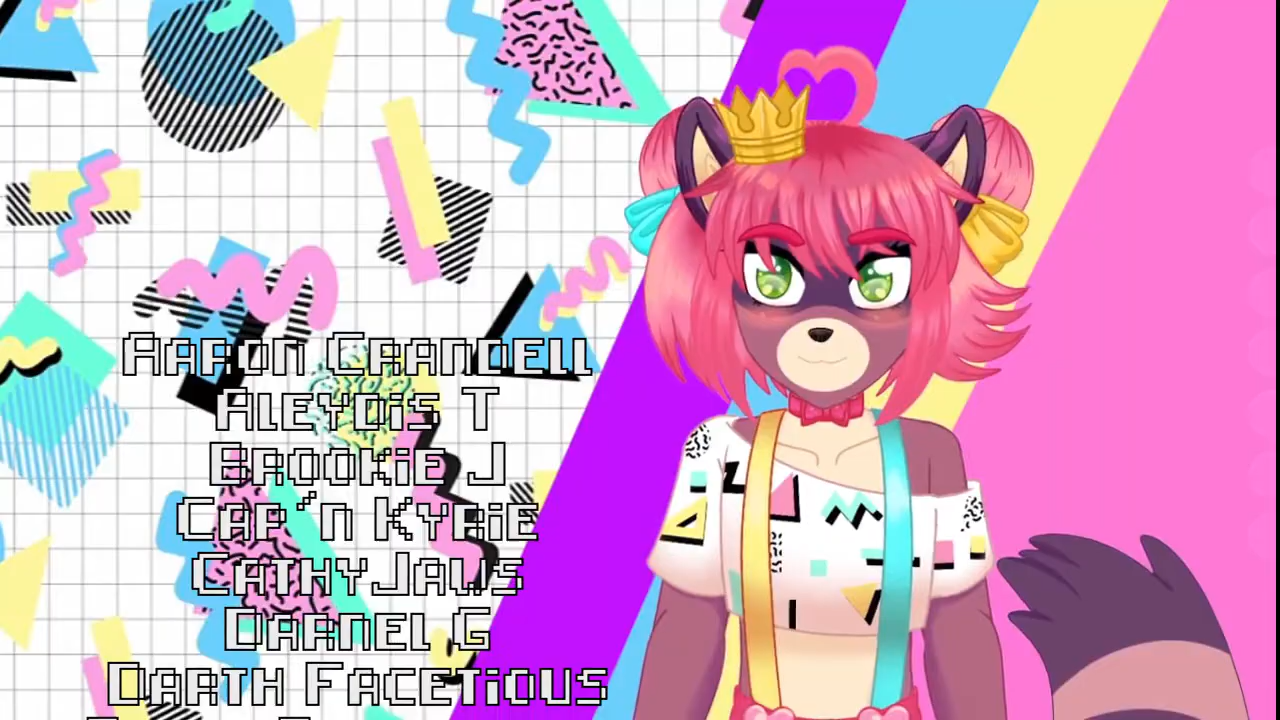 Aaron Crandell
Aleydis T
Brookie J
Cap'n Kyrie
CathyJaws
Darnel G
Darth Facetious